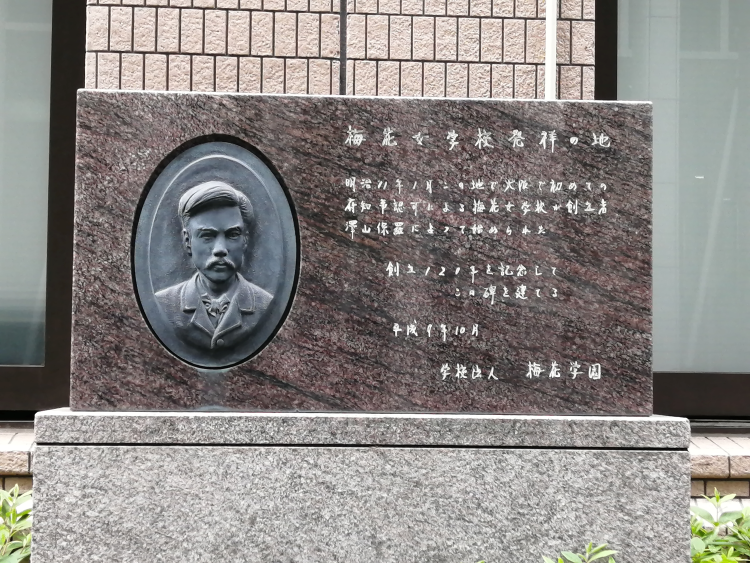 梅花女学校発祥の地
明治11年1月この地で大阪で初めての
府知事認可による梅花女学校が創立者
澤山保羅によって始められた
創立120年を記念して
この碑を建てる
平成9年10月
学校法人 梅花学園